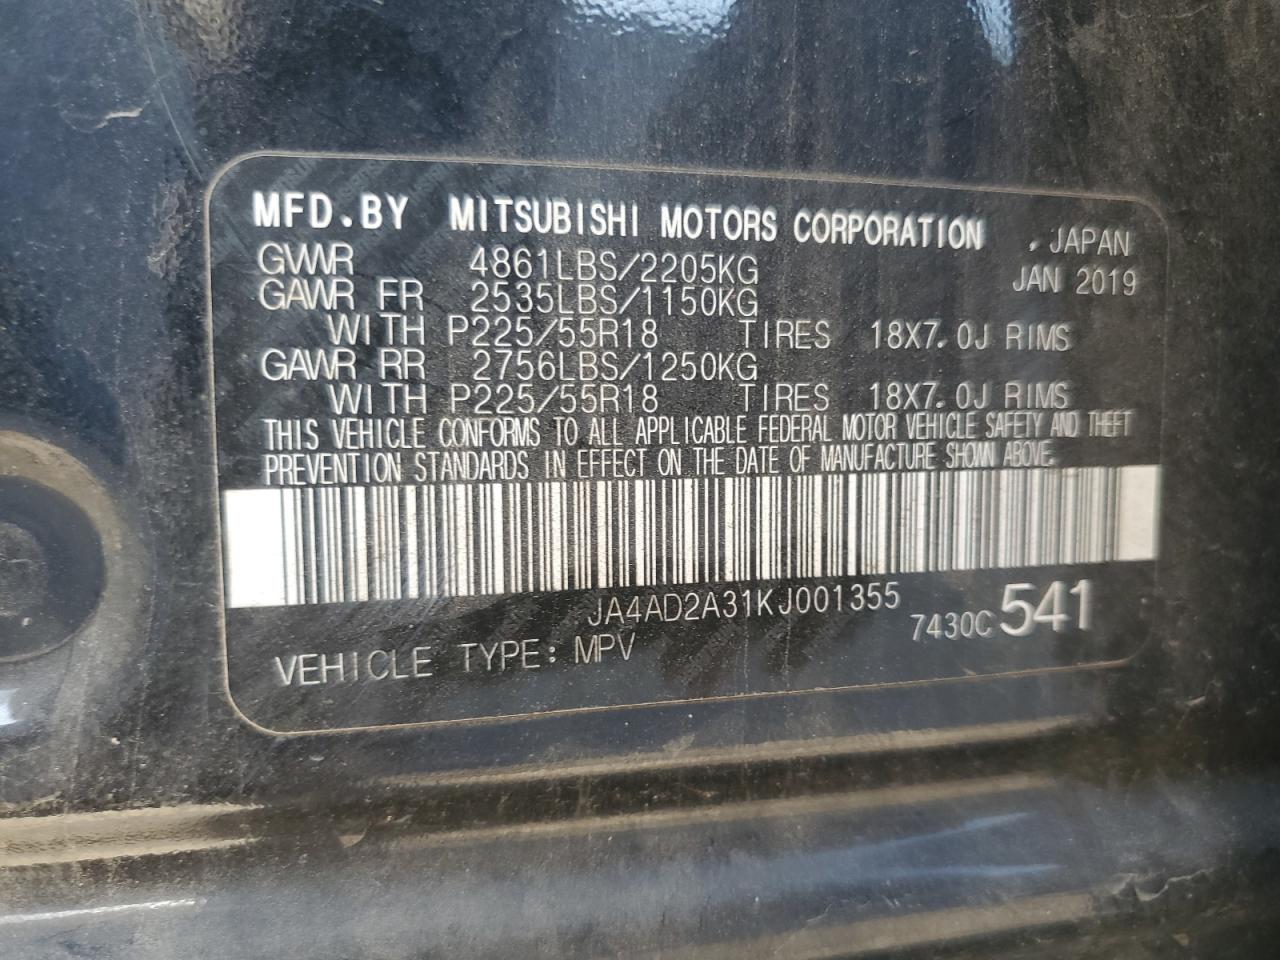 MFD.BY MITSUBISHI MOTORS CORPORATION , JAPAN
GVWR 4861LBS/2205KG JAN 2019
GAWR FR 2535LBS/1150KG
WITH P225/55R18 TIRES 18X7.0J RIMS
GAWR RR 2756LBS/1250KG
WITH P225/55R18 TIRES 18X7.0J RIMS
THIS VEHICLE CONFORMS TO ALL APPLICABLE FEDERAL MOTOR VEHICLE SAFETY AND THEFT
PREVENTION STANDARDS IN EFFECT ON THE DATE OF MANUFACTURE SHOWN ABOVE.
JA4AD2A31KJ001355
7430C 541
VEHICLE TYPE: MPV